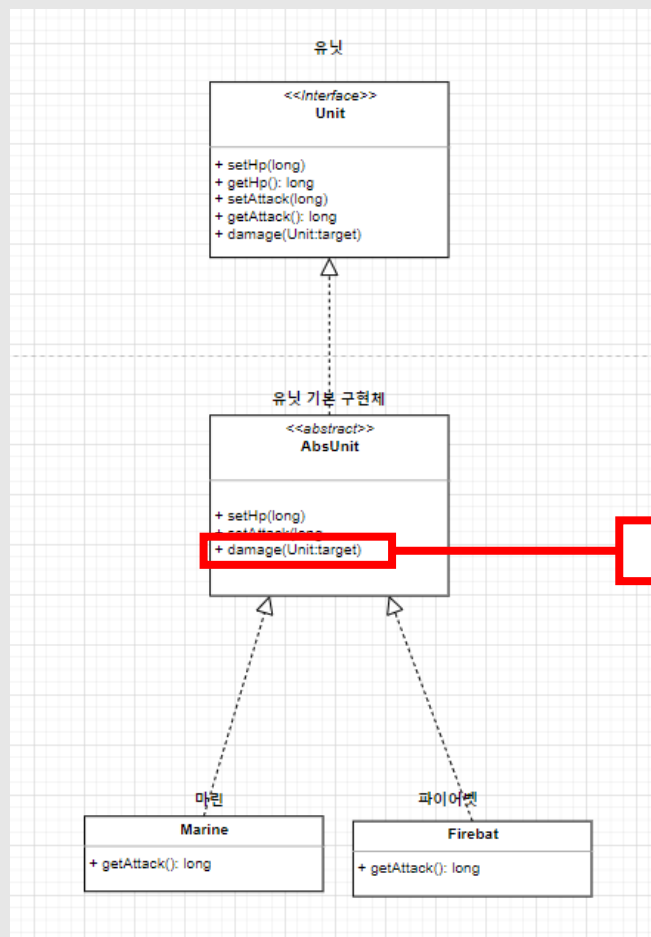 유닛
<<Interface>>
Unit
+ setHp(long)
+ getHp(): long
+ setAttack(long)
+ getAttack(): long
+ damage(Unit:target)
유닛 기본 구현체
<<abstract>>
AbsUnit
+ setHp(long)
+ setAttack(long
+ damage(Unit:target)
마린
파이어벳
Marine
+ getAttack(): long
Firebat
+ getAttack(): long